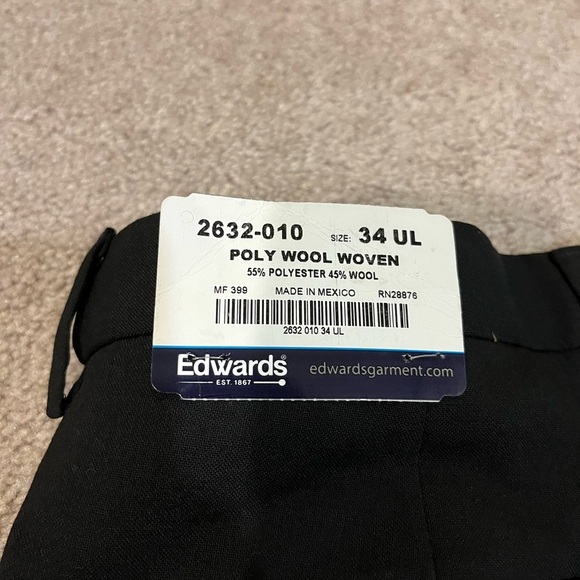 2632-010 SIZE: 34 UL
POLY WOOL WOVEN
55% POLYESTER 45% WOOL
MF 399 MADE IN MEXICO RN28876
2632 010 34 UL
Edwards® edwardsgarment.com
EST. 1867